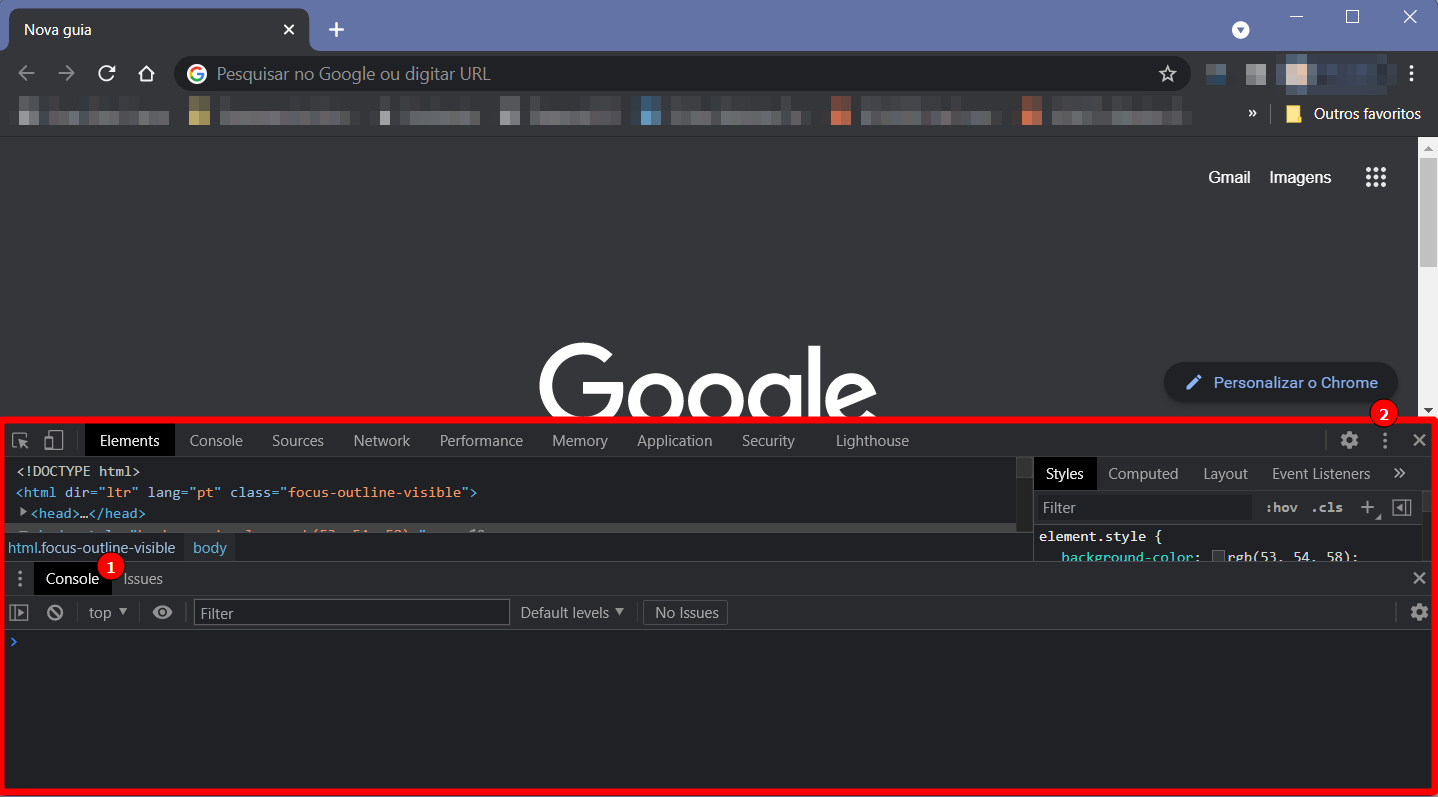 Nova guia
Pesquisar no Google ou digitar URL
» Outros favoritos
Gmail Imagens
Google
Personalizar o Chrome
2
Elements Console Sources Network Performance Memory Application Security Lighthouse
<!DOCTYPE html>
<html dir="ltr" lang="pt" class="focus-outline-visible">
<head>…</head>
Styles Computed Layout Event Listeners »
Filter :hov .cls +
element.style {
background-color: rgb(53, 54, 58);
html.focus-outline-visible body
1
Console Issues
top Filter Default levels No Issues
>